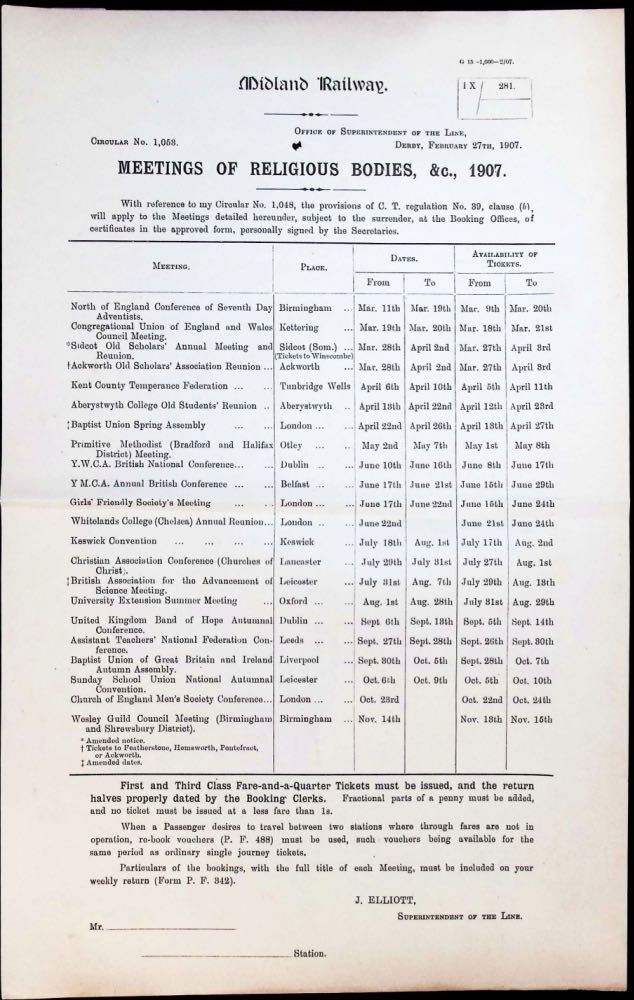 G 15 -1,000-2/07.
Midland Railway.
1 X / 281.
OFFICE OF SUPERINTENDENT OF THE LINE,
CIRCULAR No. 1,053.
DERBY, FEBRUARY 27TH, 1907.
MEETINGS OF RELIGIOUS BODIES, &c., 1907.
With reference to my Circular No. 1,048, the provisions of C. T. regulation No. 39, clause (b),
will apply to the Meetings detailed hereunder, subject to the surrender, at the Booking Offices, of
certificates in the approved form, personally signed by the Secretaries.
MEETING. PLACE. DATES. AVAILABILITY OF TICKETS.
From To From To
North of England Conference of Seventh Day Adventists. Birmingham .. Mar. 11th Mar. 19th Mar. 9th Mar. 20th
Congregational Union of England and Wales Council Meeting. Kettering ... Mar. 19th Mar. 20th Mar. 18th Mar. 21st
*Sidcot Old Scholars' Annual Meeting and Reunion. Sidcot (Som.) ... (Tickets to Winscombe) Mar. 28th April 2nd Mar. 27th April 3rd
†Ackworth Old Scholars' Association Reunion ... Ackworth ... Mar. 28th April 2nd Mar. 27th April 3rd
Kent County Temperance Federation ... ... Tunbridge Wells April 6th April 10th April 5th April 11th
Aberystwyth College Old Students' Reunion .. Aberystwyth .. April 13th April 22nd April 12th April 23rd
‡Baptist Union Spring Assembly ... ... London ... ... April 22nd April 26th April 13th April 27th
Primitive Methodist (Bradford and Halifax District) Meeting. Otley ... ... May 2nd May 7th May 1st May 8th
Y.W.C.A. British National Conference... ... Dublin .. ... June 10th June 16th June 8th June 17th
Y M.C.A. Annual British Conference ... ... Belfast ... ... June 17th June 21st June 15th June 29th
Girls' Friendly Society's Meeting ... .. London ... ... June 17th June 22nd June 15th June 24th
Whitelands College (Chelsea) Annual Reunion... London .. ... June 22nd June 21st June 24th
Keswick Convention ... ... ... ... Keswick ... July 18th Aug. 1st July 17th Aug. 2nd
Christian Association Conference (Churches of Christ). Lancaster ... July 29th July 31st July 27th Aug. 1st
‡British Association for the Advancement of Science Meeting. Leicester ... July 31st Aug. 7th July 29th Aug. 13th
University Extension Summer Meeting ... Oxford ... ... Aug. 1st Aug. 28th July 31st Aug. 29th
United Kingdom Band of Hope Autumnal Conference. Dublin ... ... Sept 6th Sept. 13th Sept. 5th Sept. 14th
Assistant Teachers' National Federation Conference. Leeds ... ... Sept. 27th Sept. 28th Sept. 26th Sept. 30th
Baptist Union of Great Britain and Ireland Autumn Assembly. Liverpool ... Sept. 30th Oct. 5th Sept. 28th Oct. 7th
Sunday School Union National Autumnal Convention. Leicester ... Oct. 6th Oct. 9th Oct. 5th Oct. 10th
Church of England Men's Society Conference... London ... ... Oct. 23rd Oct. 22nd Oct. 24th
Wesley Guild Council Meeting (Birmingham and Shrewsbury District). Birmingham ... Nov. 14th Nov. 13th Nov. 15th
* Amended notice.
† Tickets to Featherstone, Hemsworth, Pontefract,
or Ackworth.
‡ Amended dates.
First and Third Class Fare-and-a-Quarter Tickets must be issued, and the return
halves properly dated by the Booking Clerks. Fractional parts of a penny must be added,
and no ticket must be issued at a less fare than 1s.
When a Passenger desires to travel between two stations where through fares are not in
operation, re-book vouchers (P. F. 488) must be used, such vouchers being available for the
same period as ordinary single journey tickets.
Particulars of the bookings, with the full title of each Meeting, must be included on your
weekly return (Form P. F. 342).
J. ELLIOTT,
SUPERINTENDENT OF THE LINE.
Mr.
Station.